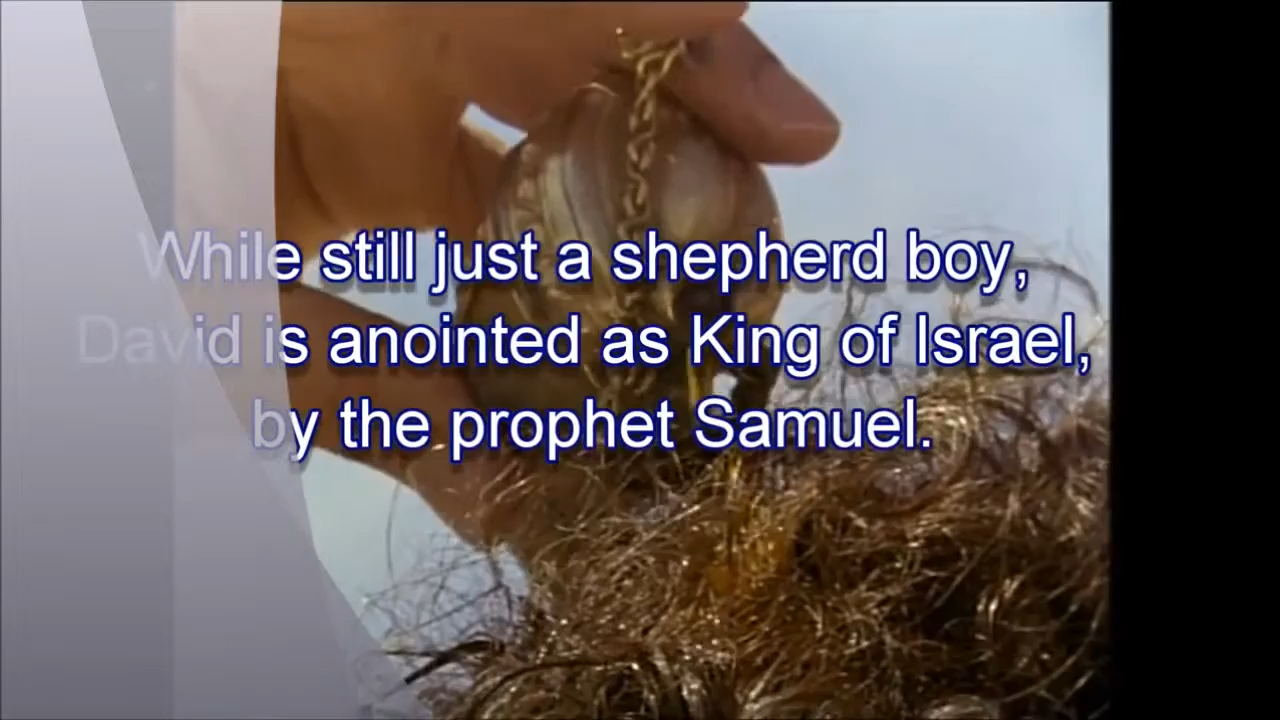 While still just a shepherd boy,
David is anointed as King of Israel,
by the prophet Samuel.